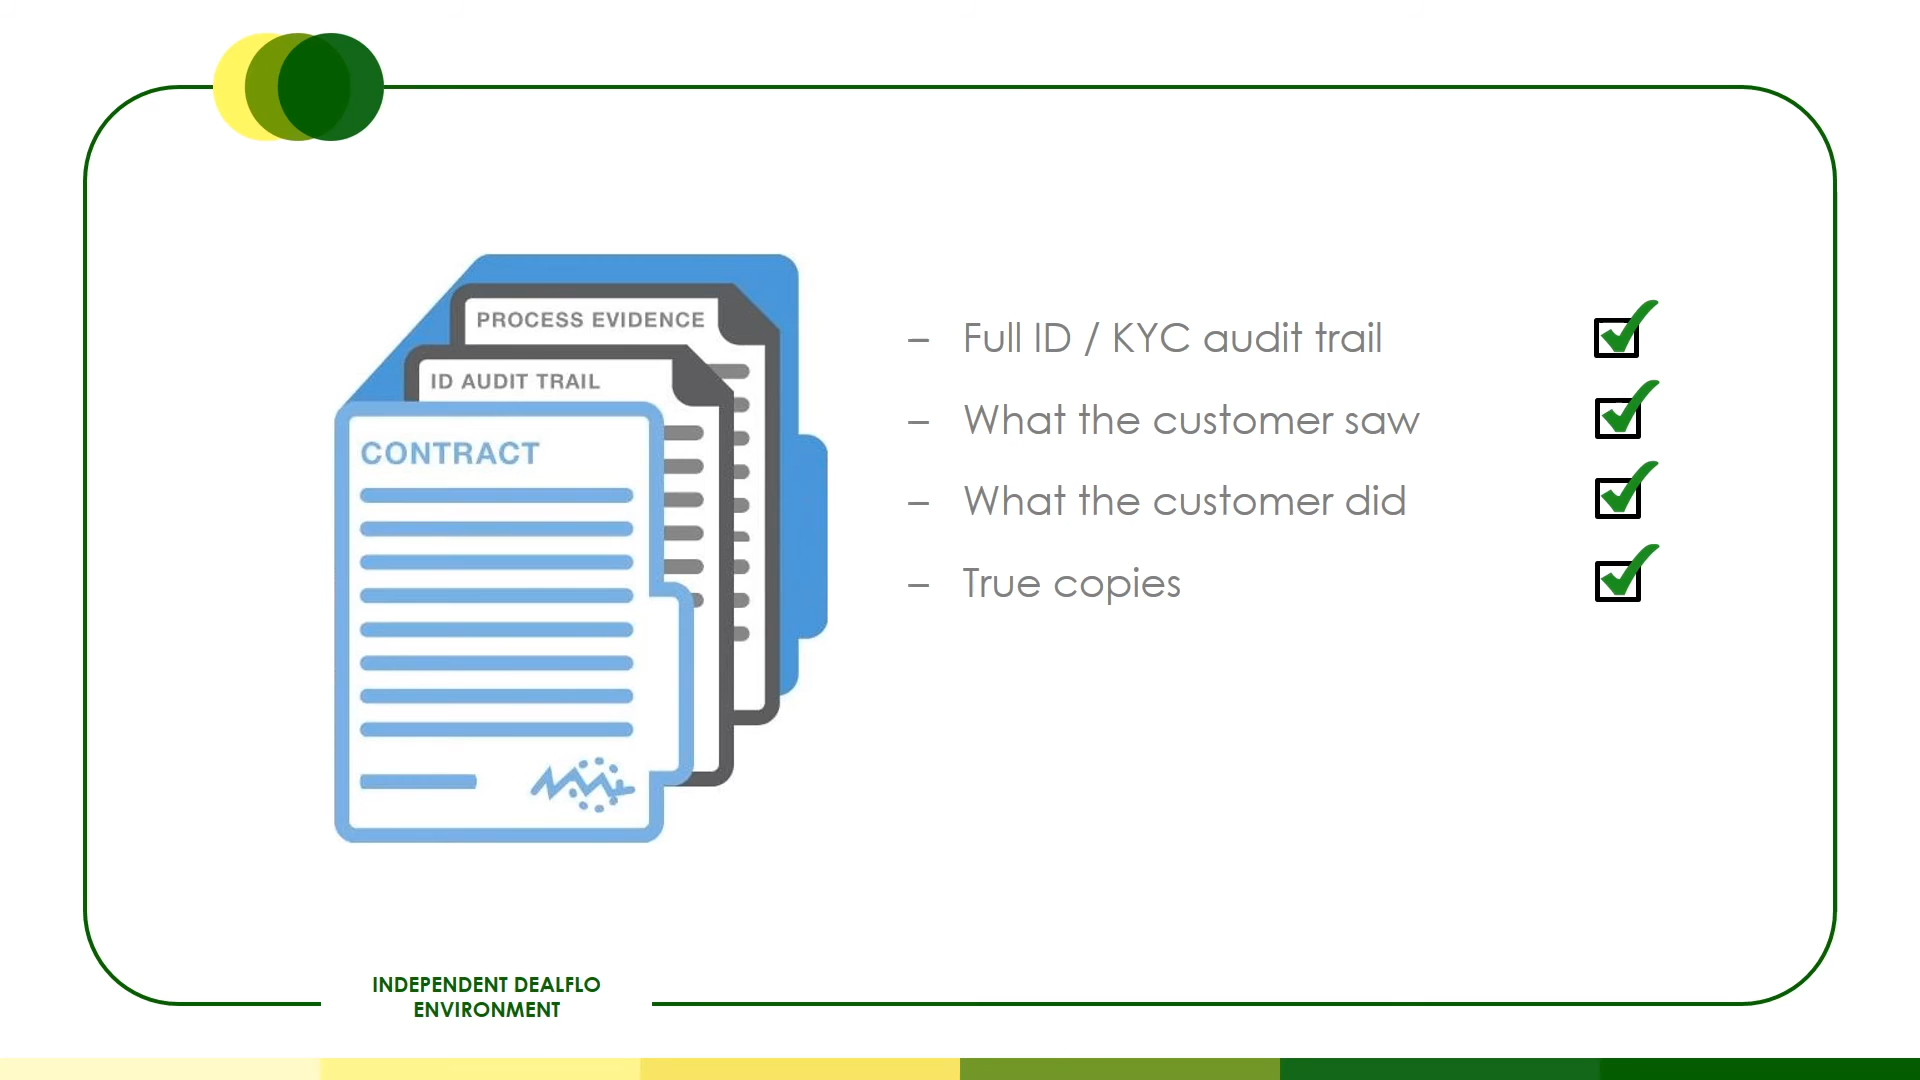 PROCESS EVIDENCE
ID AUDIT TRAIL
CONTRACT
– Full ID / KYC audit trail
– What the customer saw
– What the customer did
– True copies
INDEPENDENT DEALFLO
ENVIRONMENT